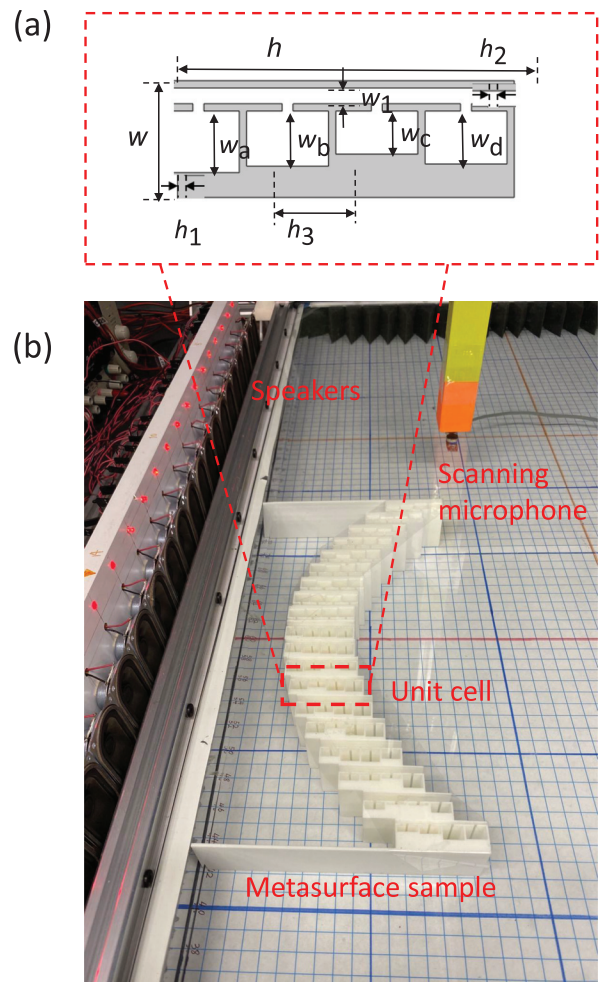 (a)
h
h2
w1
w
wa
wb
wc
wd
h1
h3
(b)
Speakers
Scanning
microphone
Unit cell
Metasurface sample